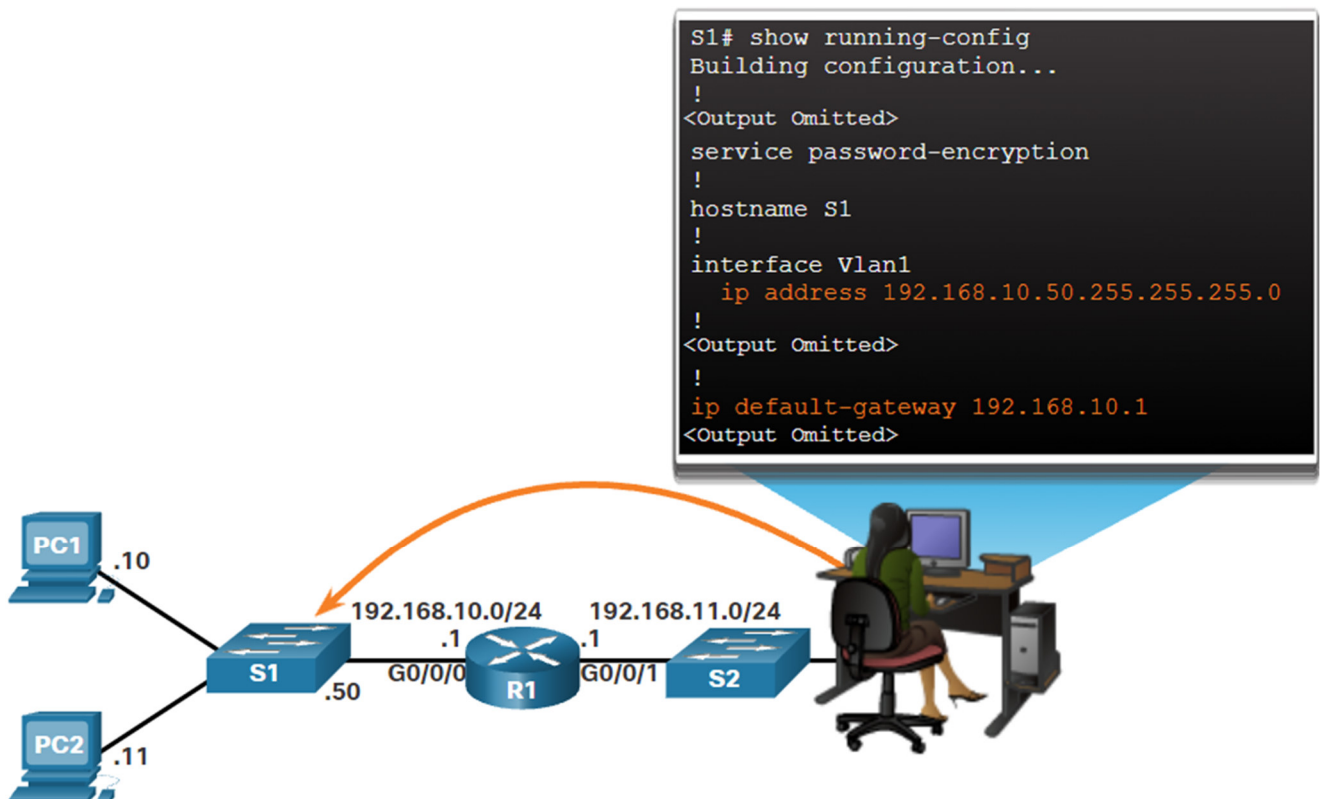 S1# show running-config
Building configuration...
!
<Output Omitted>
service password-encryption
!
hostname S1
!
interface Vlan1
ip address 192.168.10.50.255.255.255.0
!
<Output Omitted>
!
ip default-gateway 192.168.10.1
<Output Omitted>
PC1
.10
192.168.10.0/24
192.168.11.0/24
.1
.1
S1
G0/0/0
R1
G0/0/1
S2
.50
PC2
.11